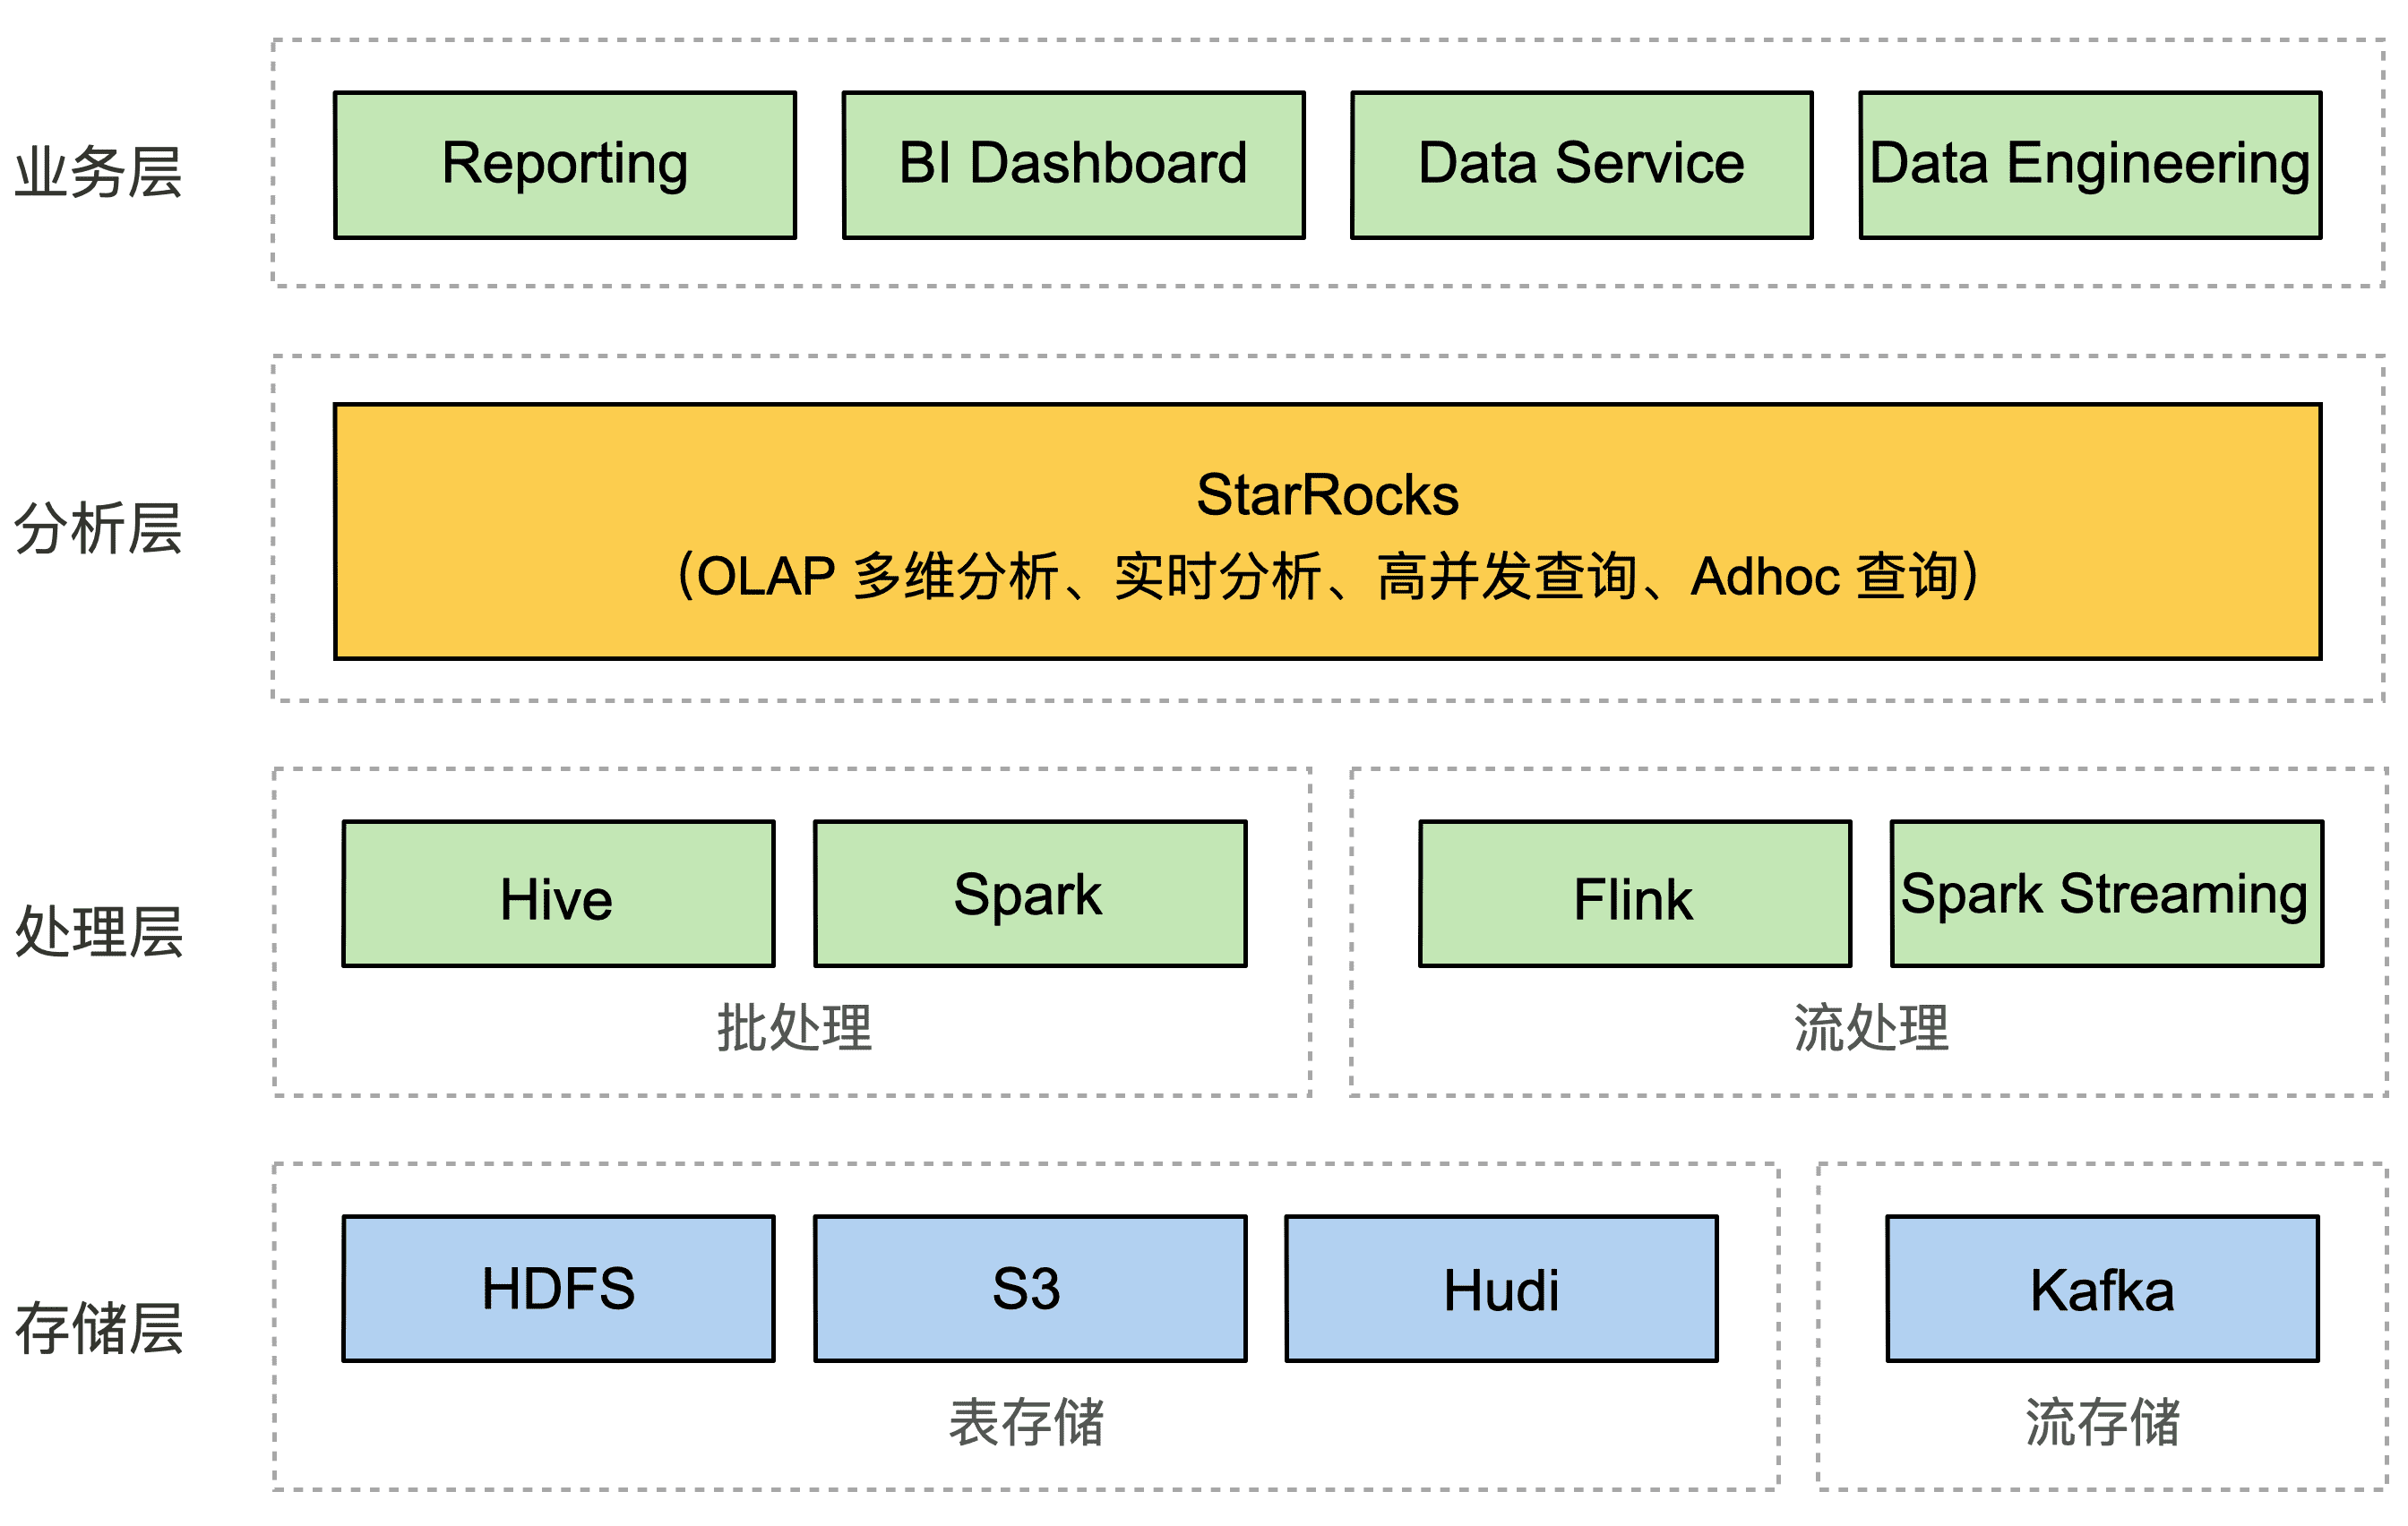 业务层
Reporting
BI Dashboard
Data Service
Data Engineering
分析层
StarRocks
（OLAP 多维分析、实时分析、高并发查询、Adhoc 查询）
处理层
Hive
Spark
批处理
Flink
Spark Streaming
流处理
存储层
HDFS
S3
Hudi
表存储
Kafka
流存储